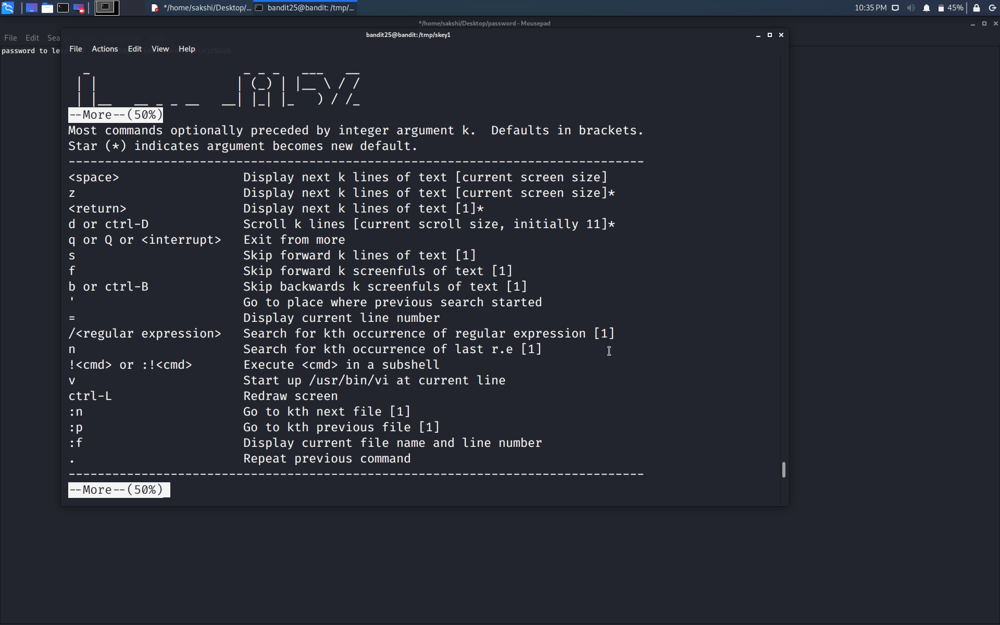 */home/sakshi/Desktop/...
bandit25@bandit: /tmp/...
10:35 PM
45%
*/home/sakshi/Desktop/password - Mousepad
File Edit
bandit25@bandit:/tmp/skey1
password to
File Actions Edit View Help
--More--(50%)
Most commands optionally preceded by integer argument k.  Defaults in brackets.
Star (*) indicates argument becomes new default.
-------------------------------------------------------------------------------
<space>                 Display next k lines of text [current screen size]
z                       Display next k lines of text [current screen size]*
<return>                Display next k lines of text [1]*
d or ctrl-D             Scroll k lines [current scroll size, initially 11]*
q or Q or <interrupt>   Exit from more
s                       Skip forward k lines of text [1]
f                       Skip forward k screenfuls of text [1]
b or ctrl-B             Skip backwards k screenfuls of text [1]
'                       Go to place where previous search started
=                       Display current line number
/<regular expression>   Search for kth occurrence of regular expression [1]
n                       Search for kth occurrence of last r.e [1]
!<cmd> or :!<cmd>       Execute <cmd> in a subshell
v                       Start up /usr/bin/vi at current line
ctrl-L                  Redraw screen
:n                      Go to kth next file [1]
:p                      Go to kth previous file [1]
:f                      Display current file name and line number
.                       Repeat previous command
-------------------------------------------------------------------------------
--More--(50%)